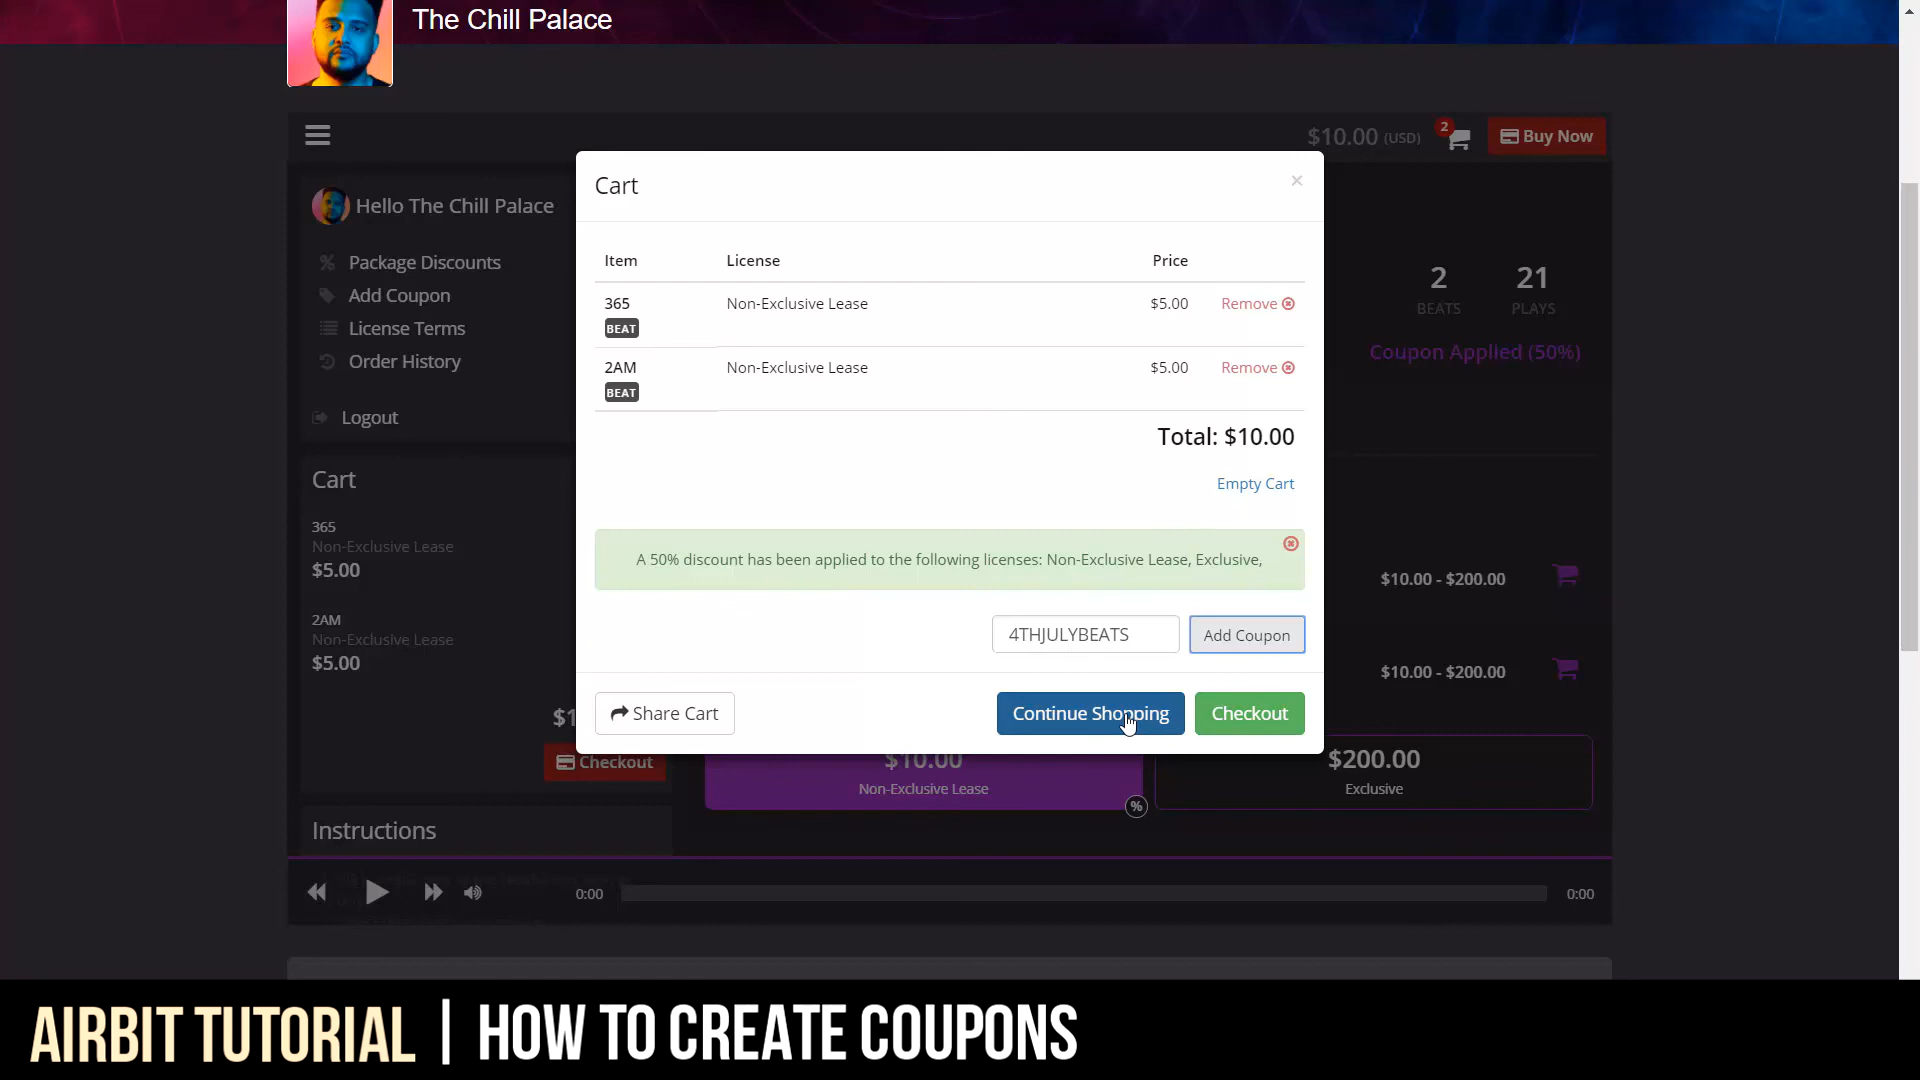 The Chill Palace
$10.00 (USD)
2
Buy Now
Hello The Chill Palace
Package Discounts
Add Coupon
License Terms
Order History
Logout
Cart
365
Non-Exclusive Lease
$5.00
2AM
Non-Exclusive Lease
$5.00
$1
Checkout
Instructions
Cart
×
Item License Price
365 Non-Exclusive Lease $5.00 Remove
BEAT
2AM Non-Exclusive Lease $5.00 Remove
BEAT
Total: $10.00
Empty Cart
A 50% discount has been applied to the following licenses: Non-Exclusive Lease, Exclusive,
4THJULYBEATS Add Coupon
Share Cart Continue Shopping Checkout
2 21
BEATS PLAYS
Coupon Applied (50%)
$10.00 - $200.00
$10.00 - $200.00
$10.00
Non-Exclusive Lease
%
$200.00
Exclusive
0:00 0:00
AIRBIT TUTORIAL | HOW TO CREATE COUPONS